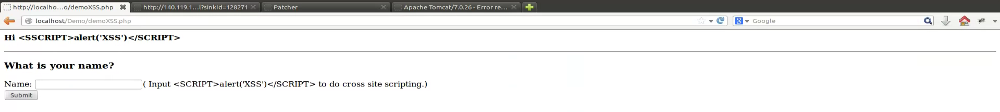 http://localho...o/demoXSS.php http://140.119.1...l?sinkId=128271 Patcher Apache Tomcat/7.0.26 - Error re...
localhost/Demo/demoXSS.php Google
Hi <SSCRIPT>alert('XSS')</SCRIPT>
What is your name?
Name: ( Input <SCRIPT>alert('XSS')</SCRIPT> to do cross site scripting.)
Submit